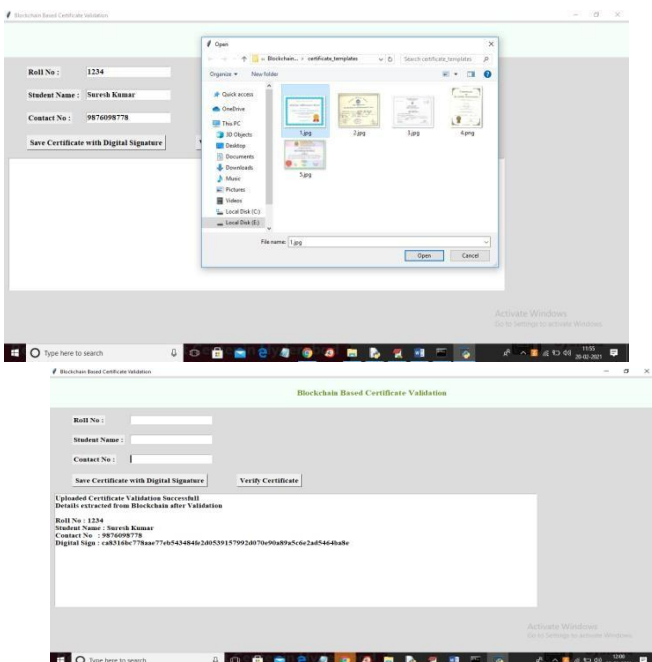 Blockchain Based Certificate Validation
Open
Blockchain... > certificate_templates
Search certificate_templates
Organize
New folder
Roll No : 1234
Student Name : Suresh Kumar
Contact No : 9876098778
Save Certificate with Digital Signature
Quick access
OneDrive
This PC
3D Objects
Desktop
Documents
Downloads
Music
Pictures
Videos
Local Disk (C:)
Local Disk (E:)
1.jpg
2.jpg
3.jpg
4.png
5.jpg
File name: 1.jpg
Open
Cancel
Activate Windows
Go to Settings to activate Windows.
Type here to search
11:55
20-02-2021
Blockchain Based Certificate Validation
Blockchain Based Certificate Validation
Roll No :
Student Name :
Contact No :
Save Certificate with Digital Signature
Verify Certificate
Uploaded Certificate Validation Successfull
Details extracted from Blockchain after Validation
Roll No : 1234
Student Name : Suresh Kumar
Contact No : 9876098778
Activate Windows
Go to Settings to activate Windows.
Type here to search
12:00